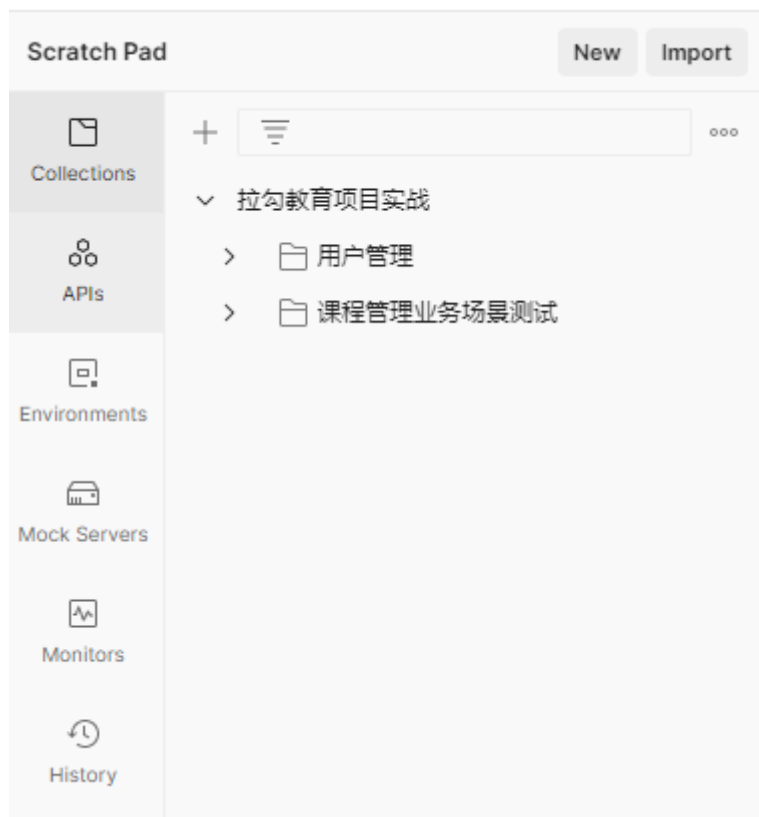 Scratch Pad
New
Import
Collections
拉勾教育项目实战
用户管理
APIs
课程管理业务场景测试
Environments
Mock Servers
Monitors
History